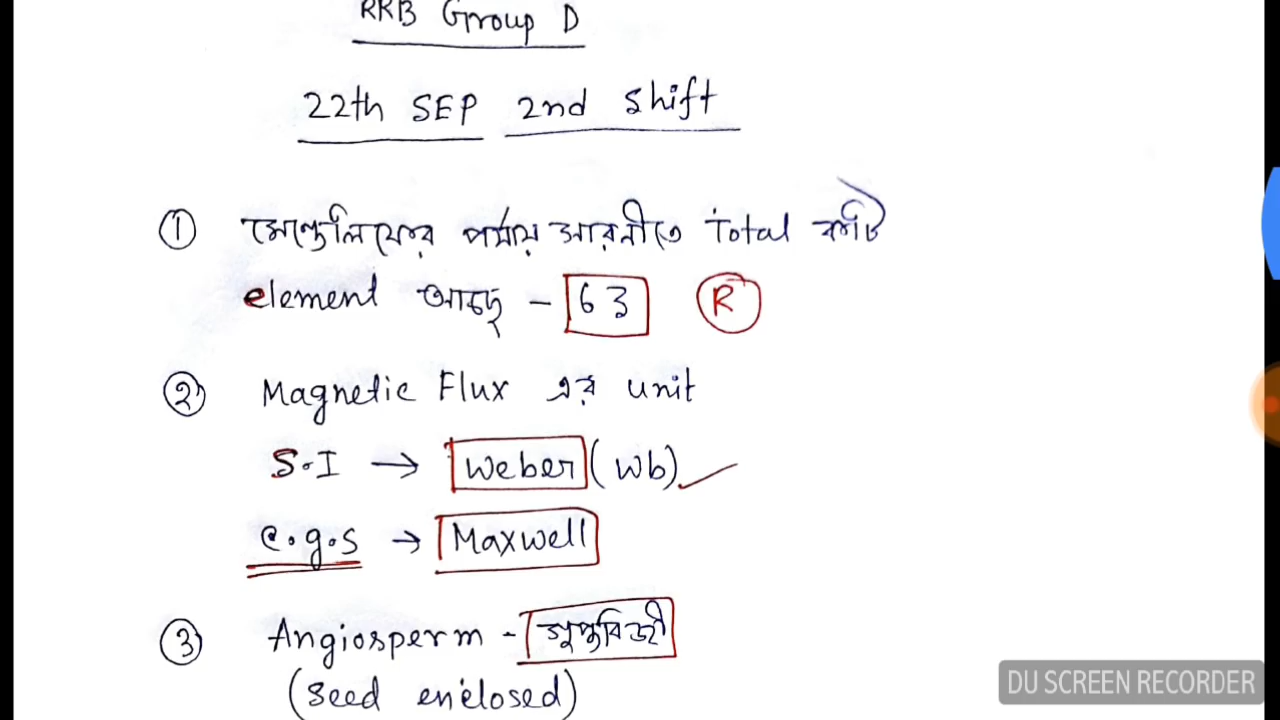 RRB Group D
22th SEP 2nd Shift
① মেন্ডেলিফের পর্যায় সারনীতে total কটি
element আছে - 63 Ⓡ
② Magnetic Flux এর unit
S.I → Weber (Wb)
c.g.s → Maxwell
③ Angiosperm - গুপ্তবিজী
(Seed enclosed)
DU SCREEN RECORDER